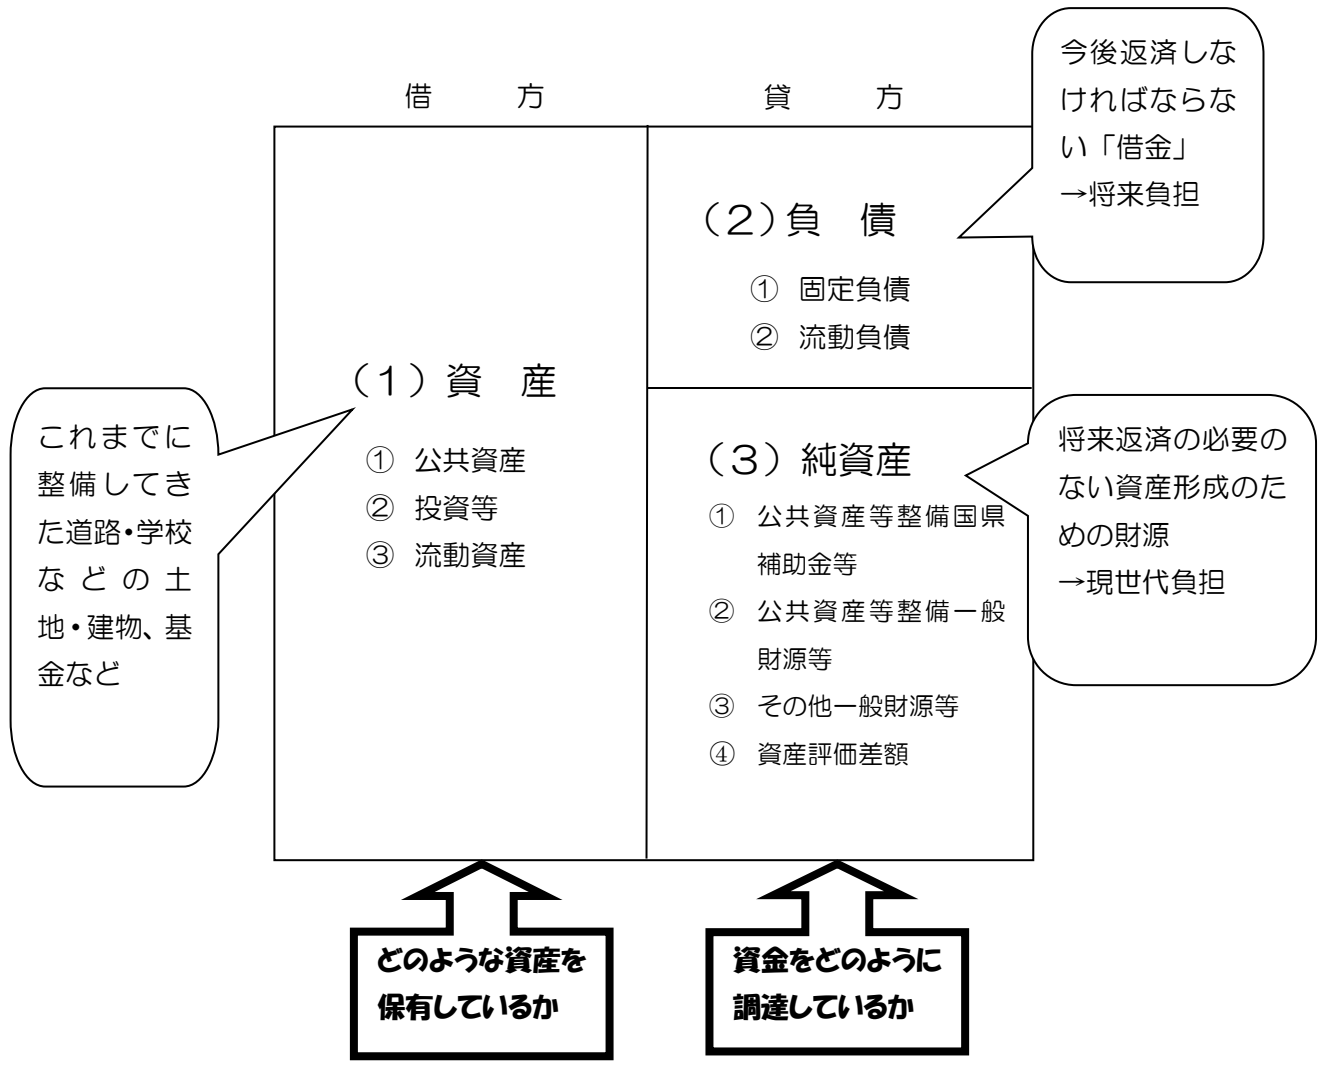 借　方
貸　方
今後返済しな
ければならな
い「借金」
→将来負担
（2）負　債
① 固定負債
② 流動負債
（1）資　産
① 公共資産
② 投資等
③ 流動資産
これまでに
整備してき
た道路・学校
などの土
地・建物、基
金など
（3）純資産
① 公共資産等整備国県
補助金等
② 公共資産等整備一般
財源等
③ その他一般財源等
④ 資産評価差額
将来返済の必要の
ない資産形成のた
めの財源
→現世代負担
どのような資産を
保有しているか
資金をどのように
調達しているか